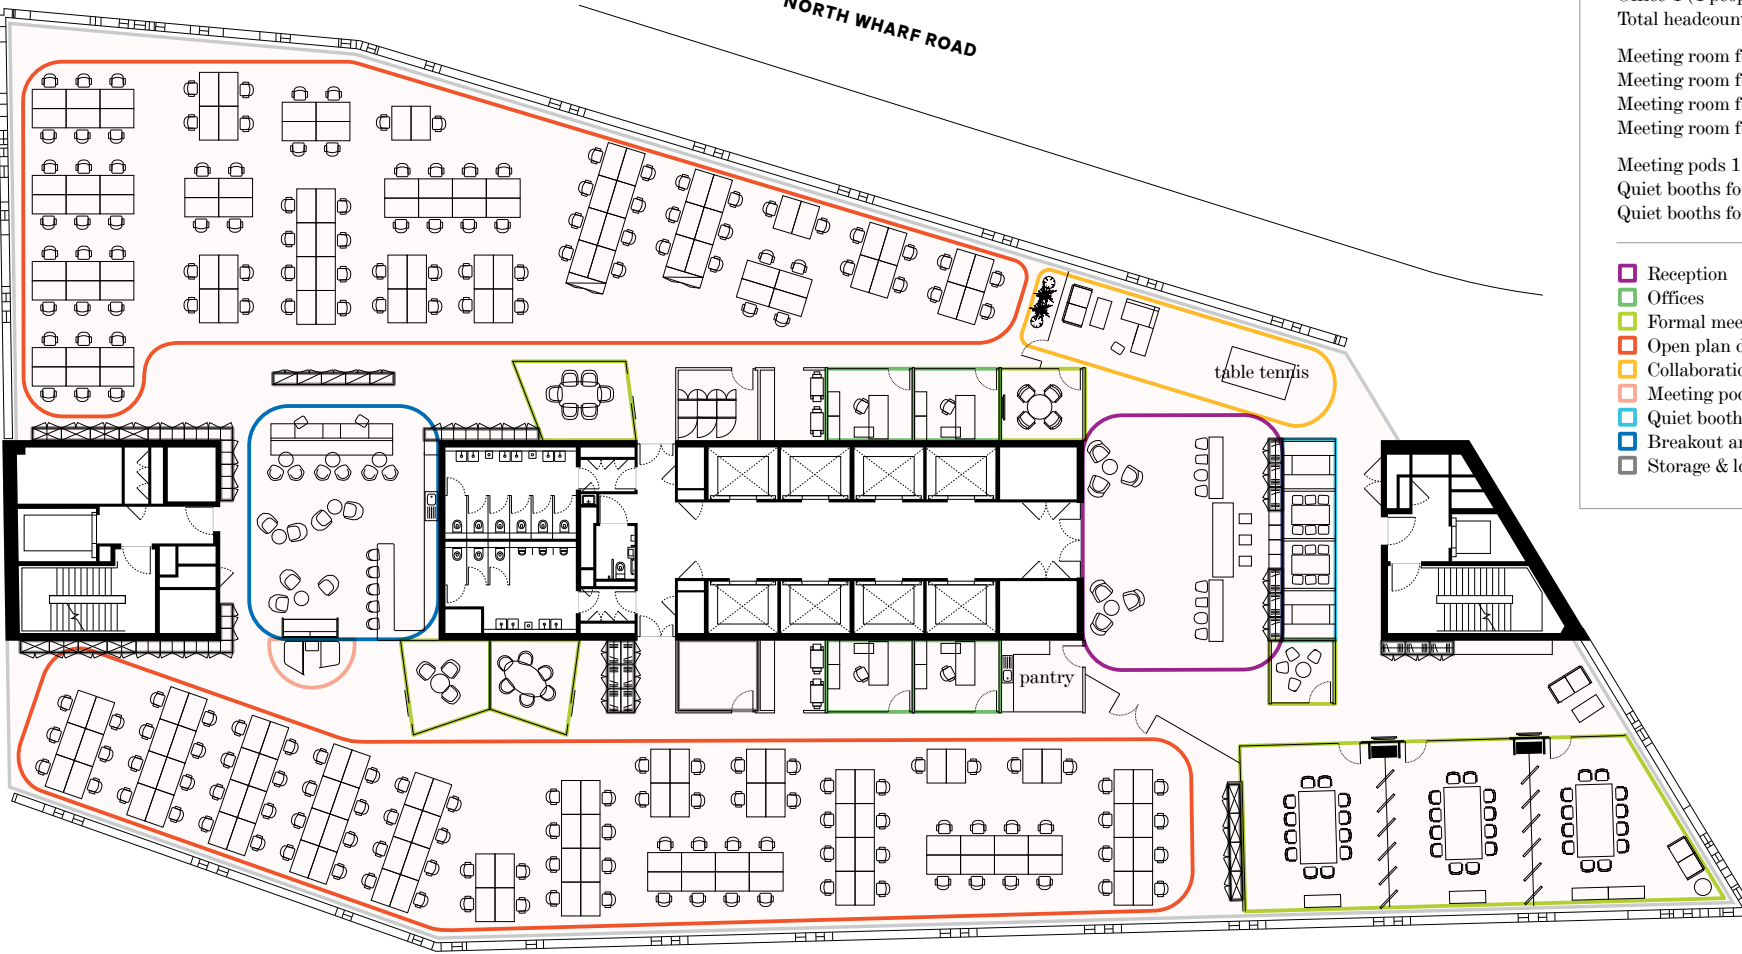 NORTH WHARF ROAD
Total headcoun
Meeting room f
Meeting room f
Meeting room f
Meeting room f
Meeting pods 1
Quiet booths fo
Quiet booths fo
Reception
Offices
Formal mee
Open plan d
Collaboratio
Meeting pod
Quiet booth
Breakout ar
Storage & lo
table tennis
pantry